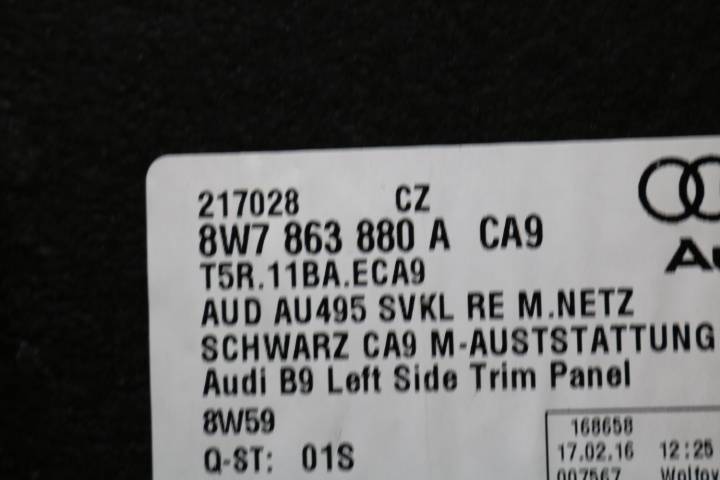 217028 CZ
8W7 863 880 A CA9
T5R.11BA.ECA9
AUD AU495 SVKL RE M.NETZ
SCHWARZ CA9 M-AUSTSTATTUNG
Audi B9 Left Side Trim Panel
8W59
Q-ST: 01S
168658
17.02.16 12:25
007567